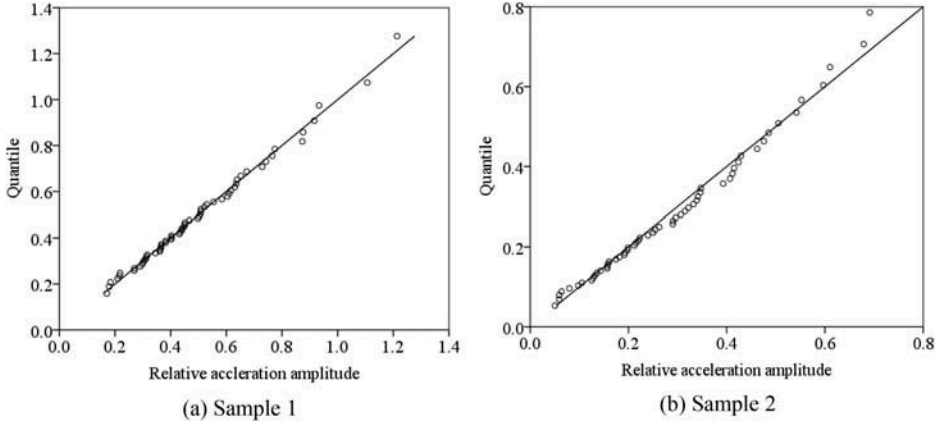 1.4
1.2
1.0
0.8
0.6
0.4
0.2
0.0
Quantile
0.0 0.2 0.4 0.6 0.8 1.0 1.2 1.4
Relative accleration amplitude
(a) Sample 1
0.8
0.6
0.4
0.2
0.0
Quantile
0.0 0.2 0.4 0.6 0.8
Relative acceleration amplitude
(b) Sample 2